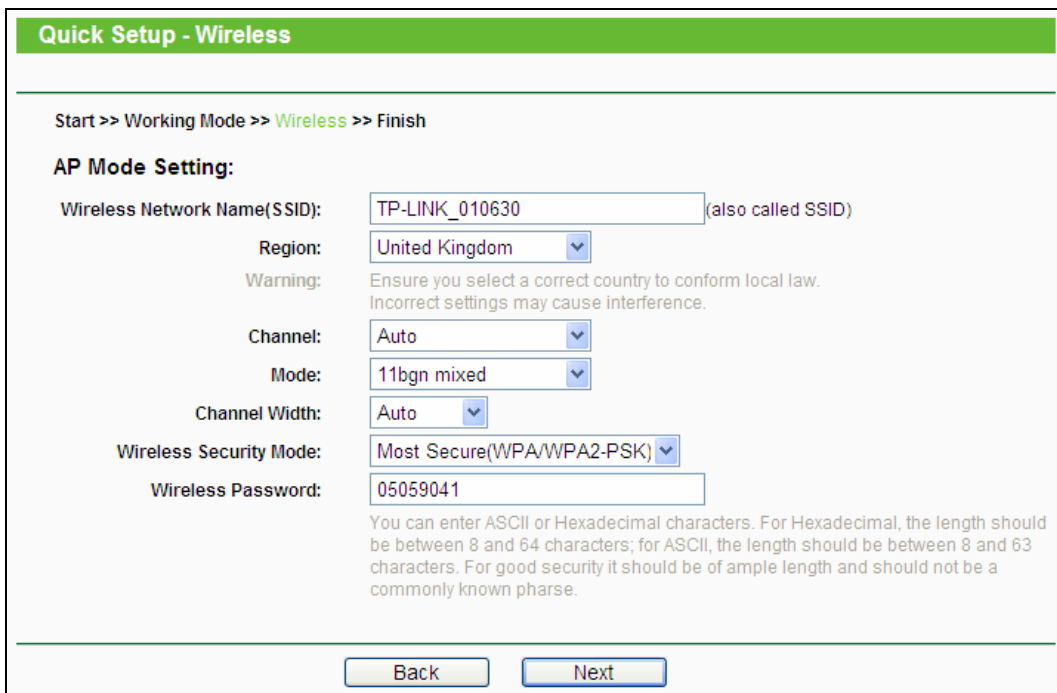 Quick Setup - Wireless
Start >> Working Mode >> Wireless >> Finish
AP Mode Setting:
Wireless Network Name(SSID): TP-LINK_010630 (also called SSID)
Region: United Kingdom
Warning: Ensure you select a correct country to conform local law.
Incorrect settings may cause interference.
Channel: Auto
Mode: 11bgn mixed
Channel Width: Auto
Wireless Security Mode: Most Secure(WPA/WPA2-PSK)
Wireless Password: 05059041
You can enter ASCII or Hexadecimal characters. For Hexadecimal, the length should
be between 8 and 64 characters; for ASCII, the length should be between 8 and 63
characters. For good security it should be of ample length and should not be a
commonly known pharse.
Back Next